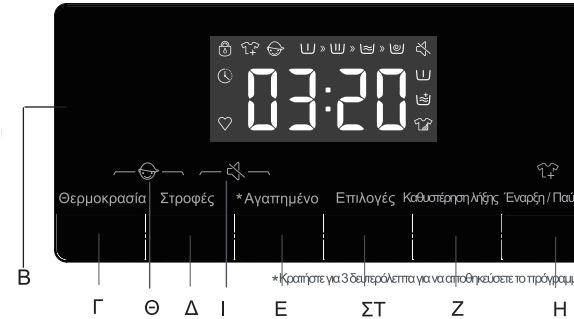 03:20
Θερμοκρασία Στροφές *Αγαπημένο Επιλογές Καθυστέρηση λήξης Έναρξη / Παύ
*Κρατήστε για 3 δευτερόλεπτα για να αποθηκεύσετε το πρόγραμμ
Β
Γ Θ Δ Ι Ε ΣΤ Ζ Η